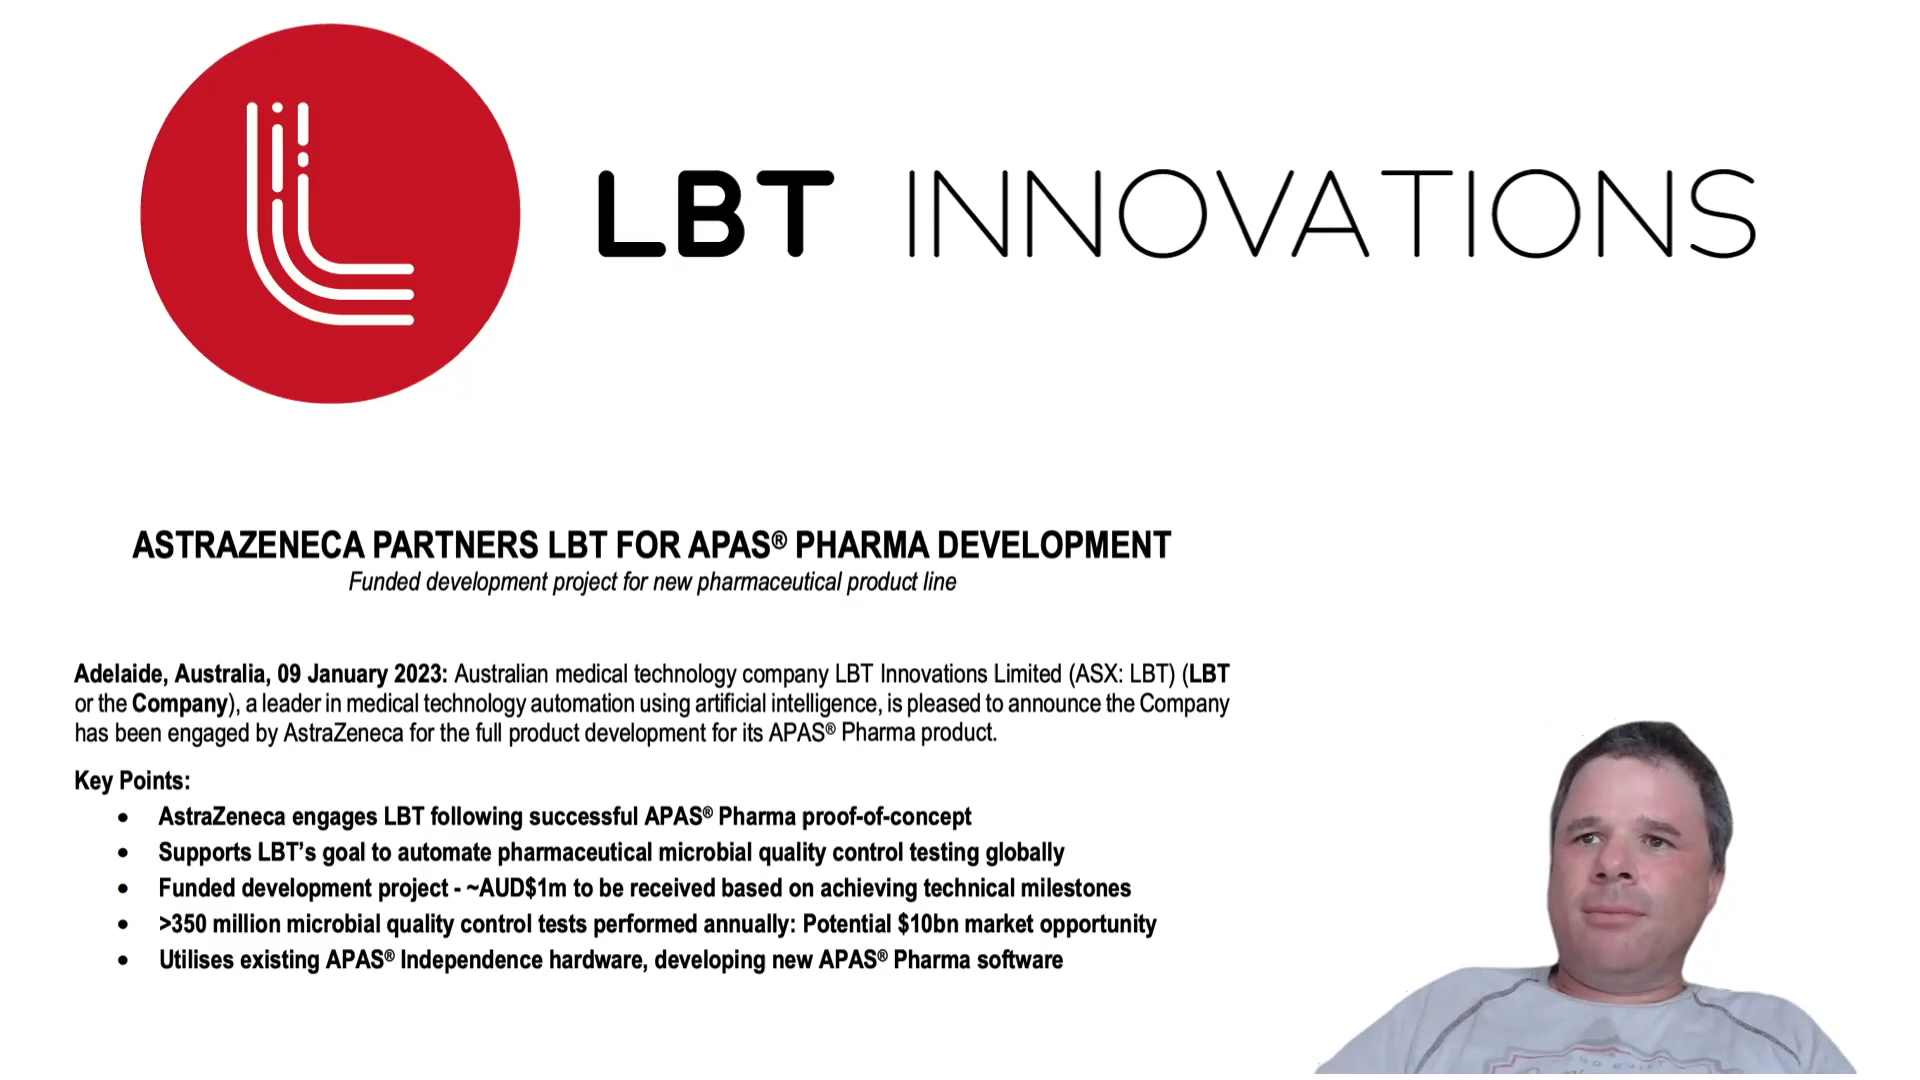 LBT INNOVATIONS
ASTRAZENECA PARTNERS LBT FOR APAS® PHARMA DEVELOPMENT
Funded development project for new pharmaceutical product line
Adelaide, Australia, 09 January 2023: Australian medical technology company LBT Innovations Limited (ASX: LBT) (LBT
or the Company), a leader in medical technology automation using artificial intelligence, is pleased to announce the Company
has been engaged by AstraZeneca for the full product development for its APAS® Pharma product.
Key Points:
• AstraZeneca engages LBT following successful APAS® Pharma proof-of-concept
• Supports LBT's goal to automate pharmaceutical microbial quality control testing globally
• Funded development project - ~AUD$1m to be received based on achieving technical milestones
• >350 million microbial quality control tests performed annually: Potential $10bn market opportunity
• Utilises existing APAS® Independence hardware, developing new APAS® Pharma software